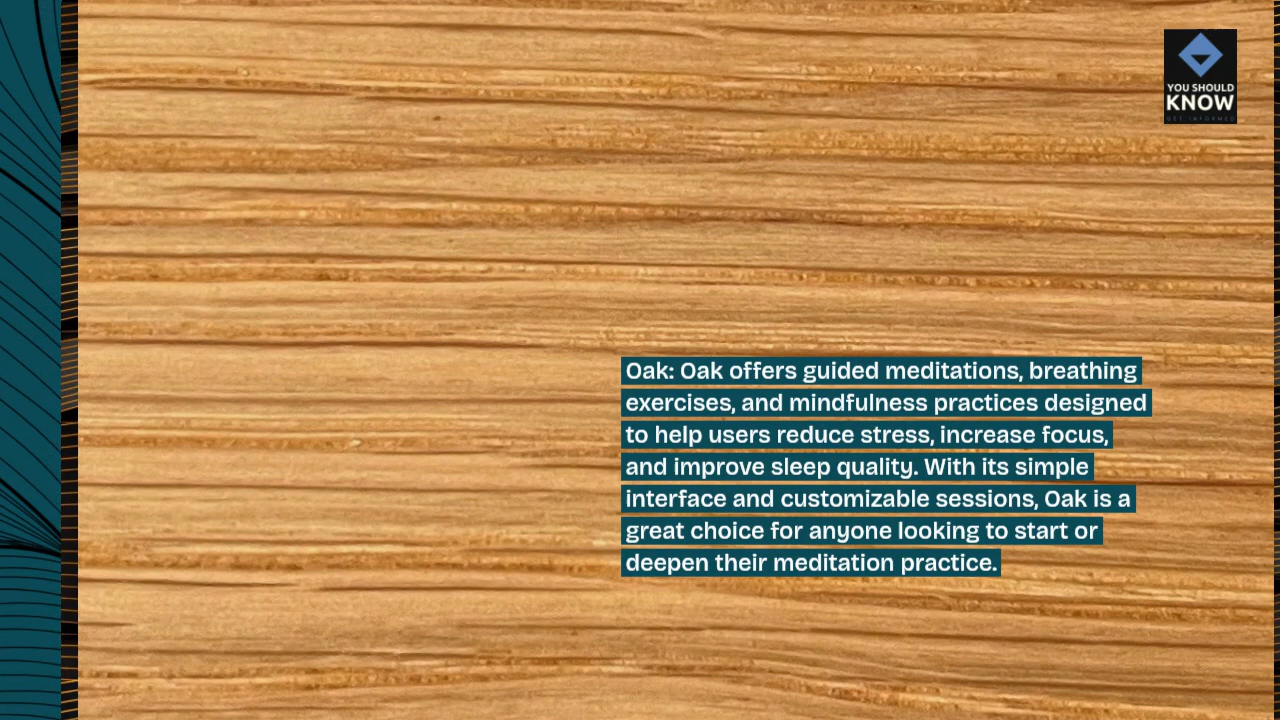 YOU SHOULD
KNOW
GET INFORMED
Oak: Oak offers guided meditations, breathing
exercises, and mindfulness practices designed
to help users reduce stress, increase focus,
and improve sleep quality. With its simple
interface and customizable sessions, Oak is a
great choice for anyone looking to start or
deepen their meditation practice.